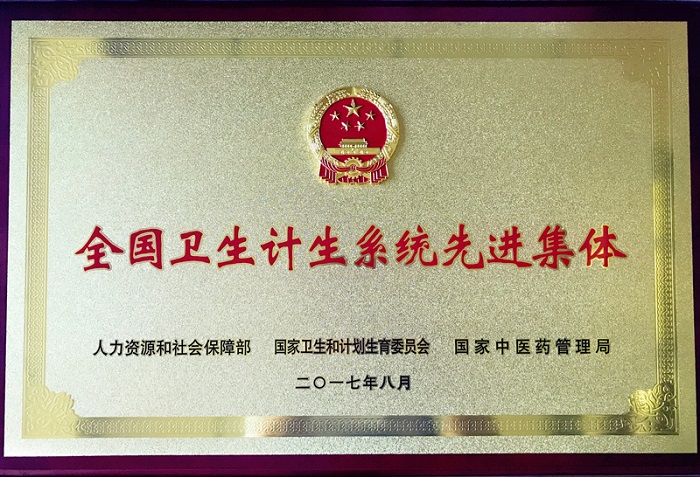 全国卫生计生系统先进集体
人力资源和社会保障部 国家卫生和计划生育委员会 国家中医药管理局
二〇一七年八月